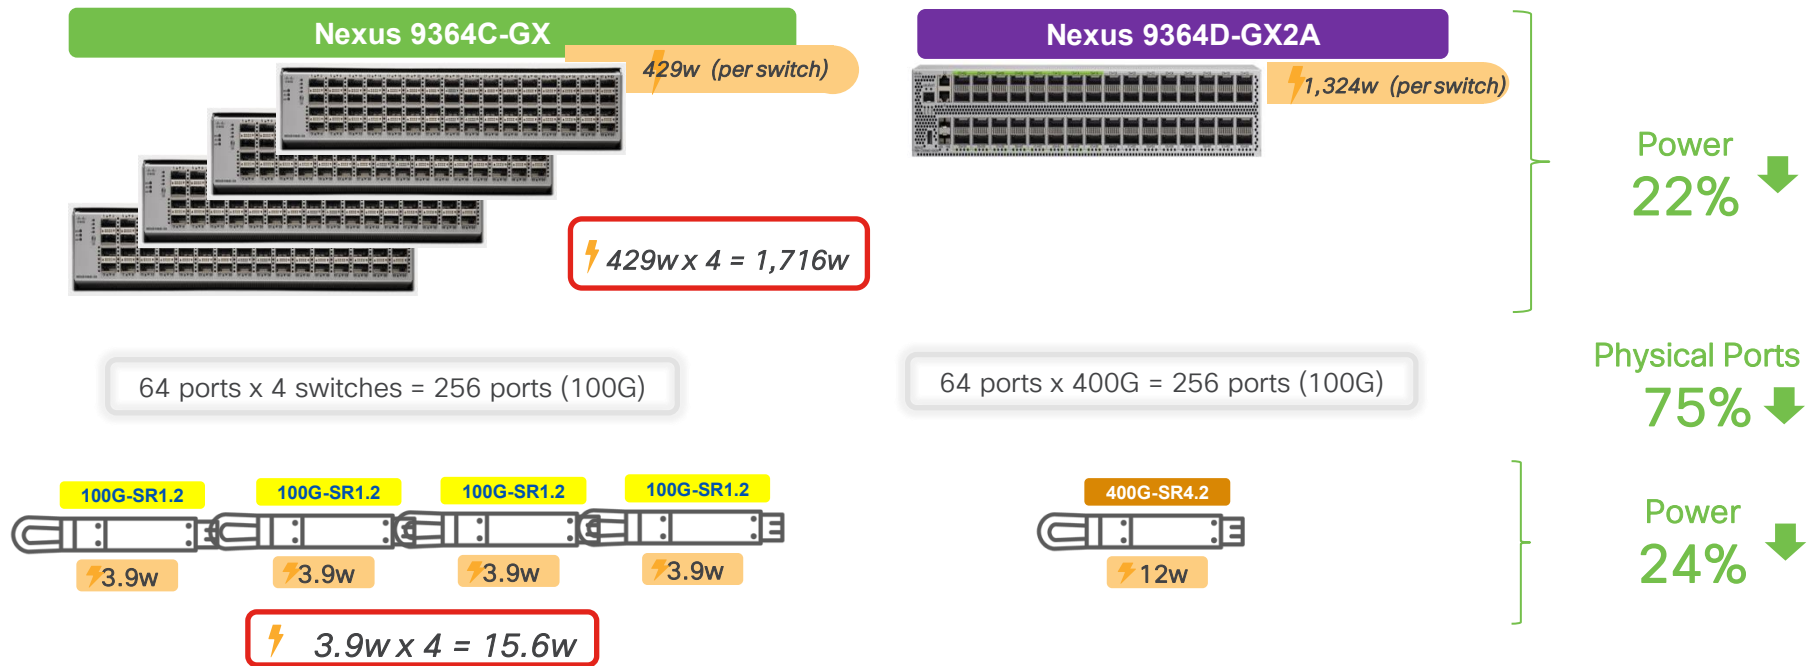 Nexus 9364C-GX
429w (per switch)
429w x 4 = 1,716w
Nexus 9364D-GX2A
1,324w (per switch)
Power
22%
64 ports x 4 switches = 256 ports (100G)
64 ports x 400G = 256 ports (100G)
Physical Ports
75%
100G-SR1.2
100G-SR1.2
100G-SR1.2
100G-SR1.2
3.9w
3.9w
3.9w
3.9w
3.9w x 4 = 15.6w
400G-SR4.2
12w
Power
24%